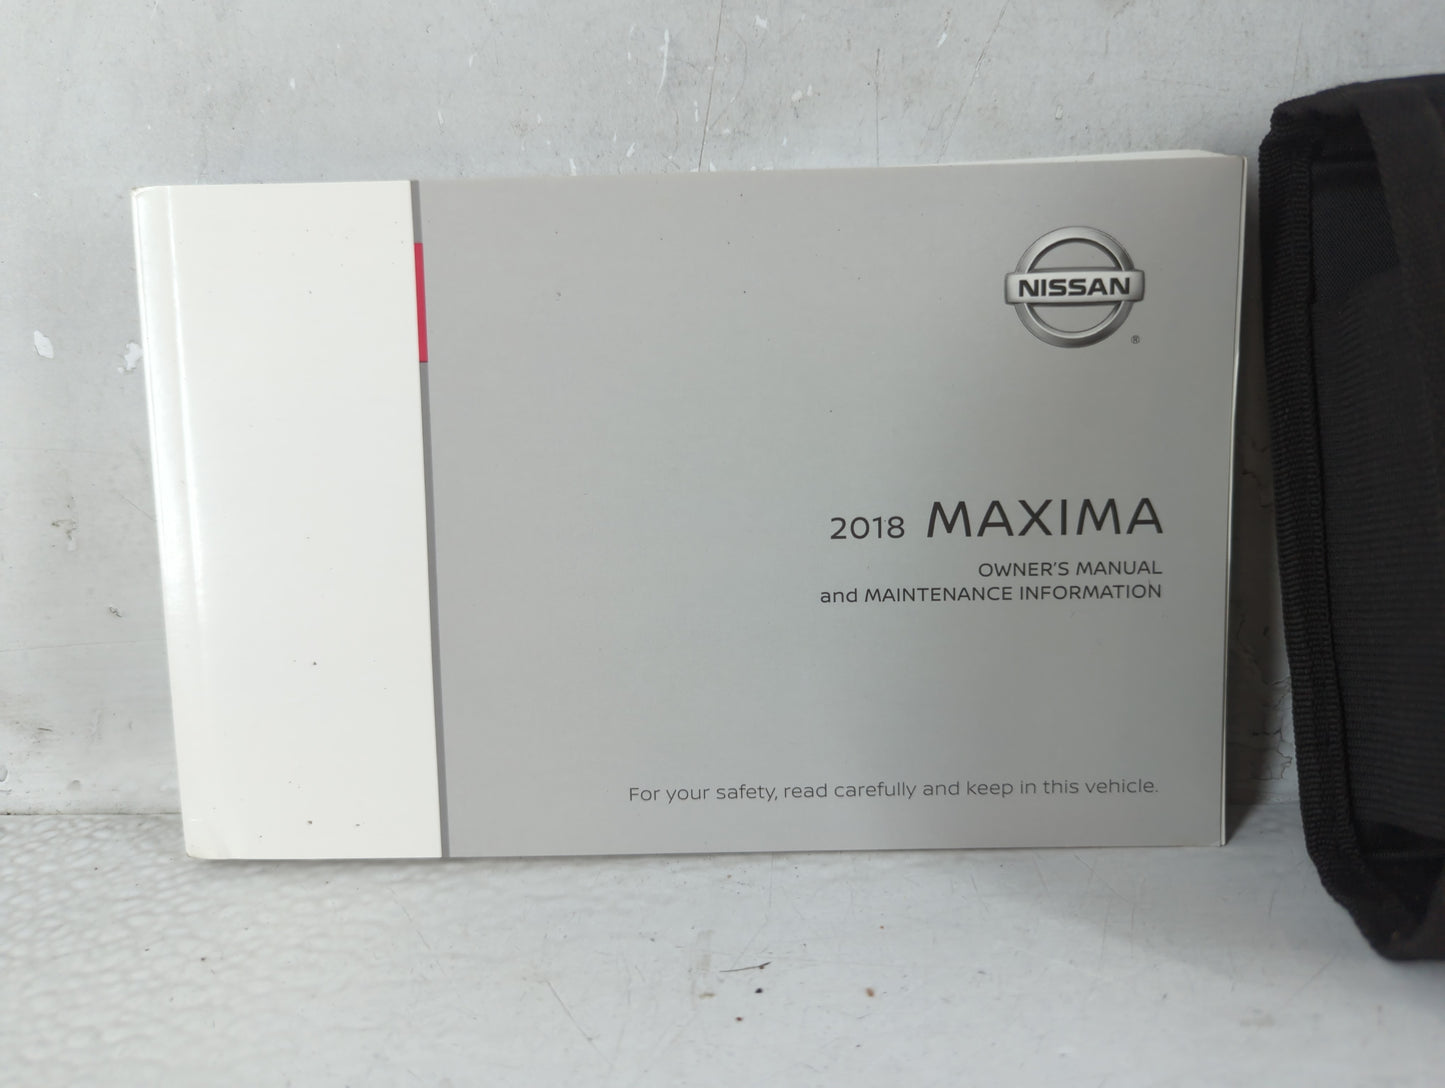 NISSAN
®
2018 MAXIMA
OWNER'S MANUAL
and MAINTENANCE INFORMATION
For your safety, read carefully and keep in this vehicle.